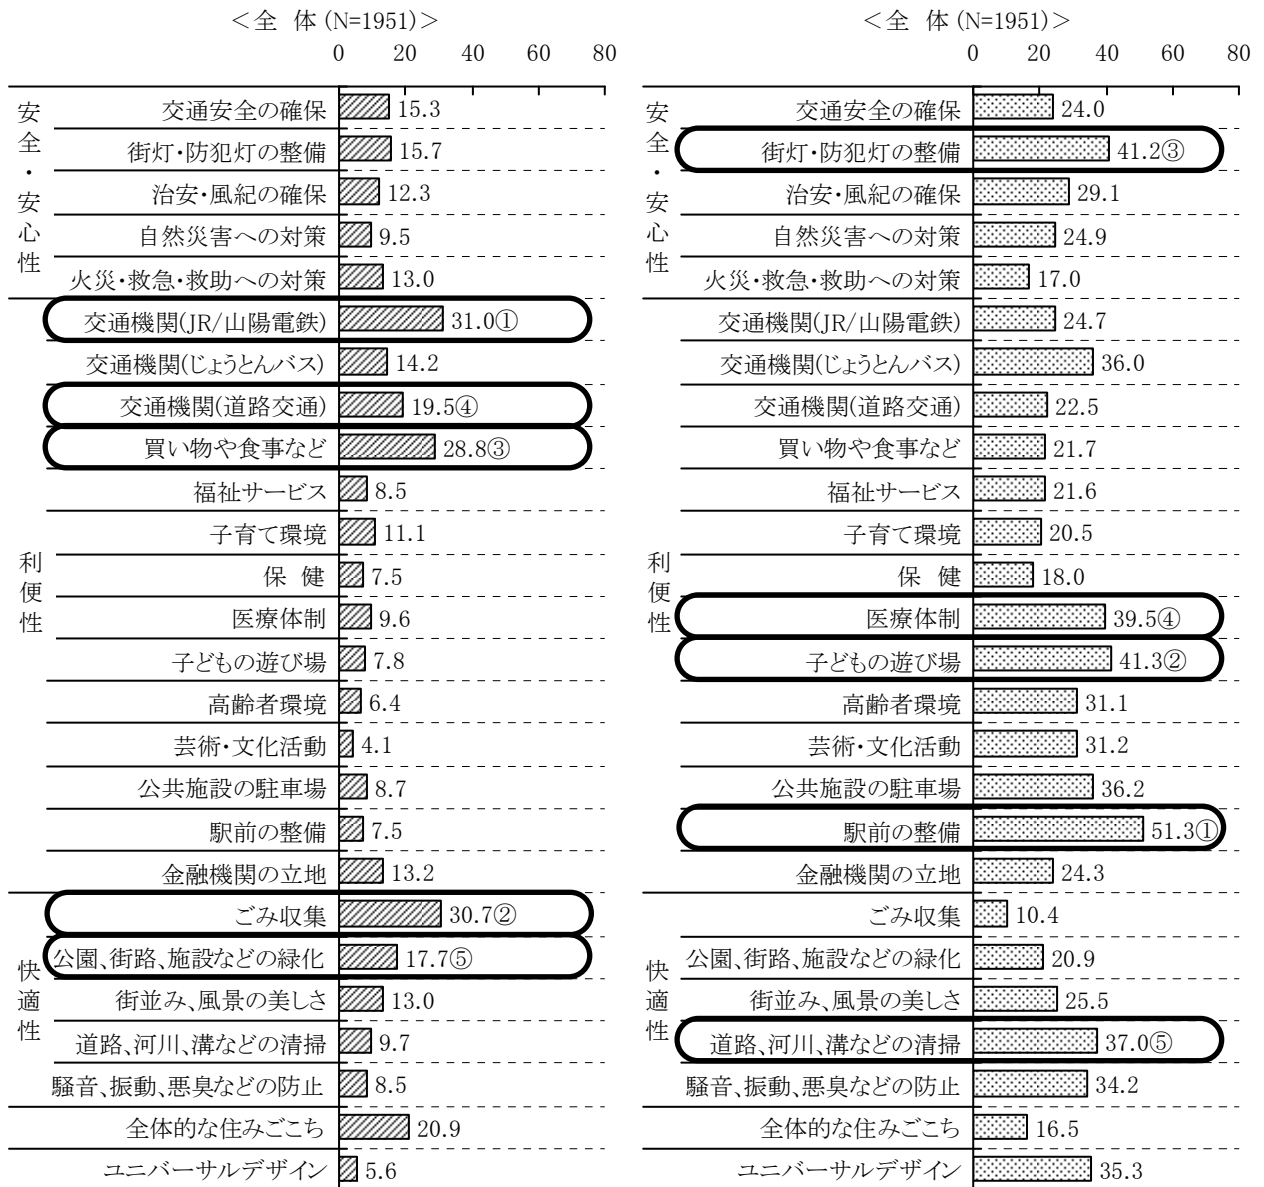 ＜全 体 (N=1951)＞
0 20 40 60 80
安全・安心性
交通安全の確保 15.3
街灯・防犯灯の整備 15.7
治安・風紀の確保 12.3
自然災害への対策 9.5
火災・救急・救助への対策 13.0
利便性
交通機関(JR/山陽電鉄) 31.0①
交通機関(じょうとんバス) 14.2
交通機関(道路交通) 19.5④
買い物や食事など 28.8③
福祉サービス 8.5
子育て環境 11.1
保 健 7.5
医療体制 9.6
子どもの遊び場 7.8
高齢者環境 6.4
芸術・文化活動 4.1
公共施設の駐車場 8.7
駅前の整備 7.5
金融機関の立地 13.2
快適性
ごみ収集 30.7②
公園、街路、施設などの緑化 17.7⑤
街並み、風景の美しさ 13.0
道路、河川、溝などの清掃 9.7
騒音、振動、悪臭などの防止 8.5
全体的な住みごこち 20.9
ユニバーサルデザイン 5.6
＜全 体 (N=1951)＞
0 20 40 60 80
安全・安心性
交通安全の確保 24.0
街灯・防犯灯の整備 41.2③
治安・風紀の確保 29.1
自然災害への対策 24.9
火災・救急・救助への対策 17.0
利便性
交通機関(JR/山陽電鉄) 24.7
交通機関(じょうとんバス) 36.0
交通機関(道路交通) 22.5
買い物や食事など 21.7
福祉サービス 21.6
子育て環境 20.5
保 健 18.0
医療体制 39.5④
子どもの遊び場 41.3②
高齢者環境 31.1
芸術・文化活動 31.2
公共施設の駐車場 36.2
駅前の整備 51.3①
金融機関の立地 24.3
快適性
ごみ収集 10.4
公園、街路、施設などの緑化 20.9
街並み、風景の美しさ 25.5
道路、河川、溝などの清掃 37.0⑤
騒音、振動、悪臭などの防止 34.2
全体的な住みごこち 16.5
ユニバーサルデザイン 35.3